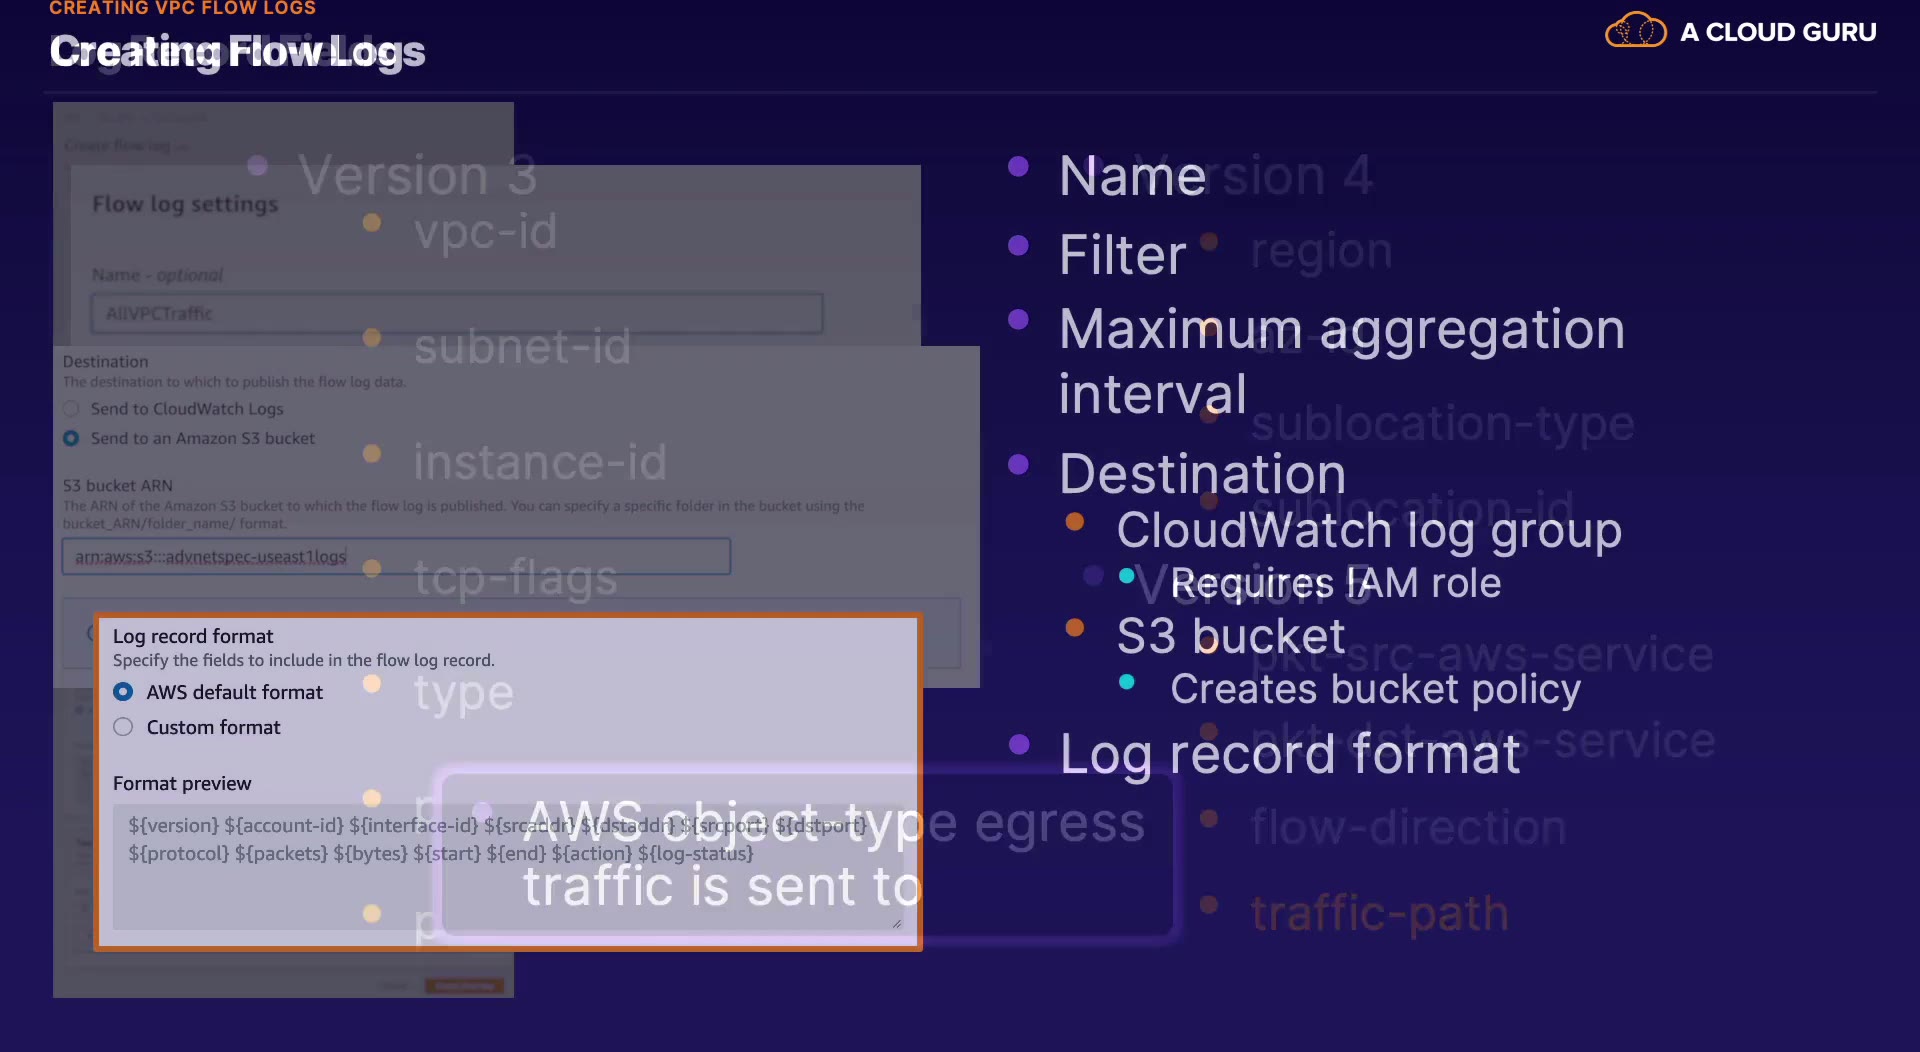 CREATING VPC FLOW LOGS
Creating Flow Logs
A CLOUD GURU
Create flow log
Version 3
vpc-id
subnet-id
instance-id
tcp-flags
type
Flow log settings
Name - optional
AllVPCTraffic
Destination
The destination to which to publish the flow log data.
Send to CloudWatch Logs
Send to an Amazon S3 bucket
S3 bucket ARN
The ARN of the Amazon S3 bucket to which the flow log is published. You can specify a specific folder in the bucket using the
bucket_ARN/folder_name/ format.
arn:aws:s3:::advnetspec-useast1logs
Log record format
Specify the fields to include in the flow log record.
AWS default format
Custom format
Format preview
${version} ${account-id} ${interface-id} ${srcaddr} ${dstaddr} ${srcport} ${dstport}
${protocol} ${packets} ${bytes} ${start} ${end} ${action} ${log-status}
AWS object-type egress
traffic is sent to
Name
Filter
Maximum aggregation
interval
Destination
CloudWatch log group
Requires IAM role
S3 bucket
Creates bucket policy
Log record format
Version 4
region
az-id
sublocation-type
sublocation-id
Version 5
pkt-src-aws-service
pkt-dst-aws-service
flow-direction
traffic-path